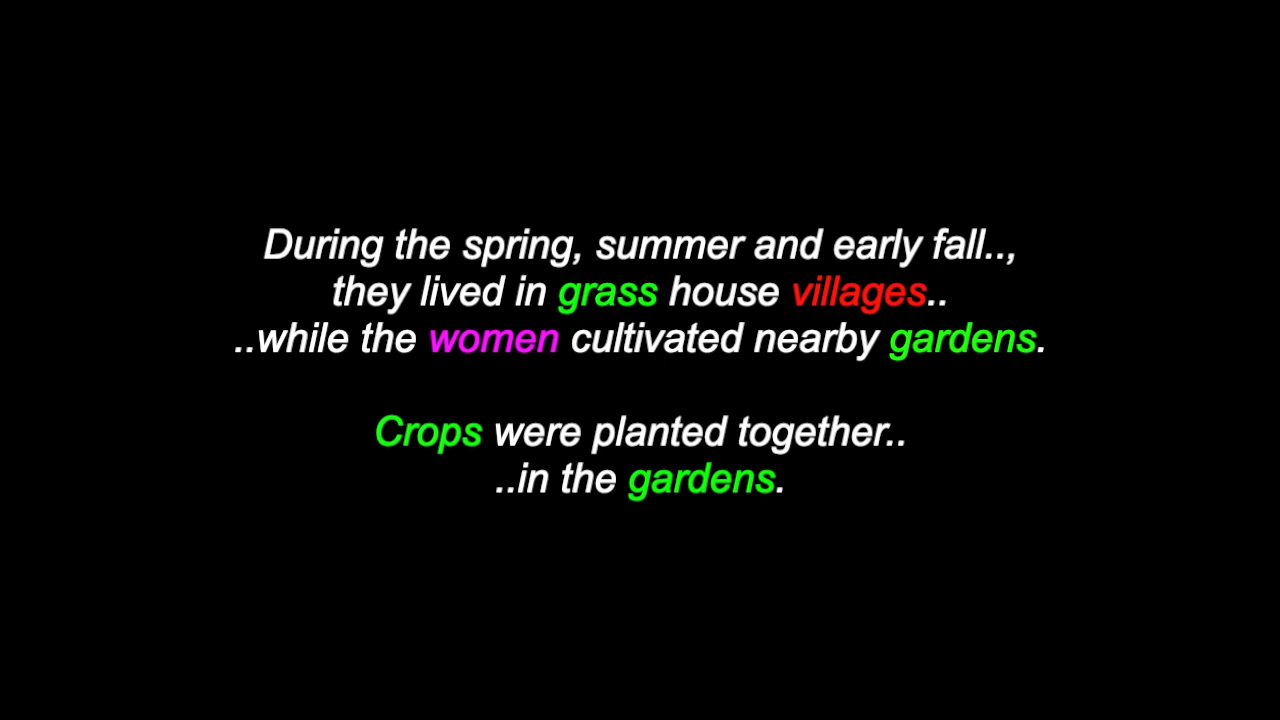 During the spring, summer and early fall..,
they lived in grass house villages..
..while the women cultivated nearby gardens.
Crops were planted together..
..in the gardens.